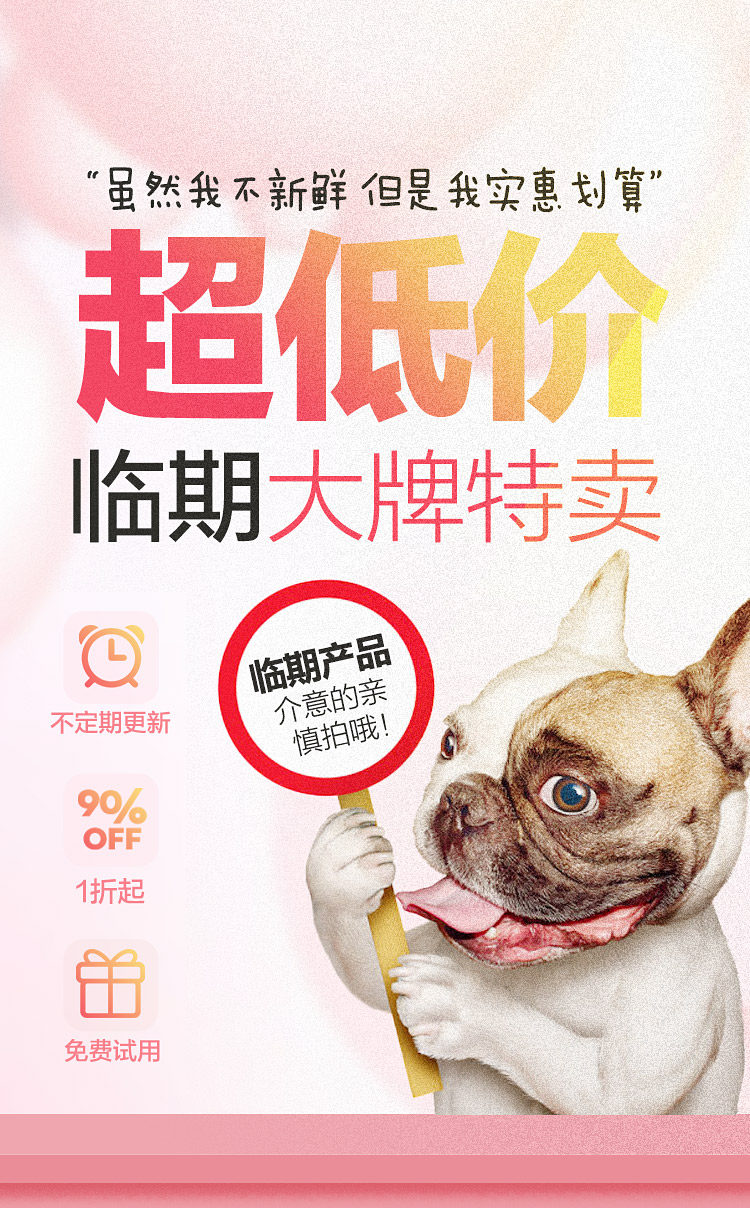 “虽然我不新鲜 但是我实惠划算”
超低价
临期大牌特卖
临期产品
介意的亲
慎拍哦！
不定期更新
90%
OFF
1折起
免费试用